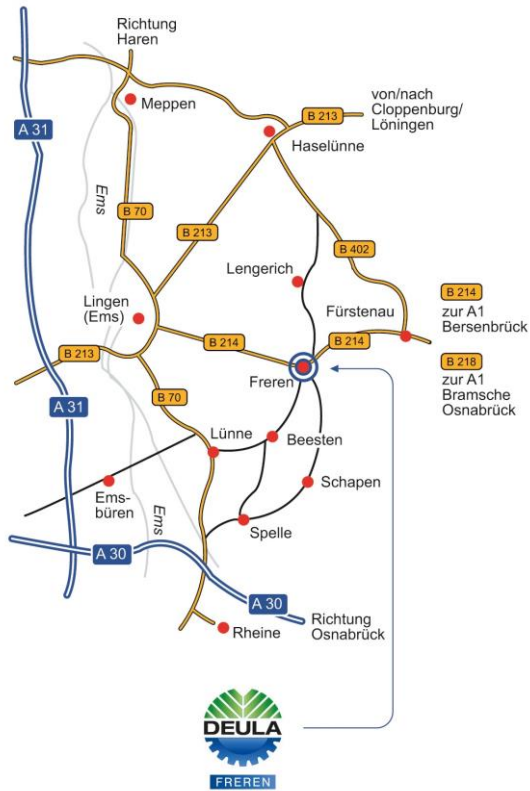 Richtung
Haren
A 31
Meppen
B 213
von/nach
Cloppenburg/
Löningen
Haselünne
Ems
B 70
B 213
B 402
Lengerich
B 214
zur A1
Bersenbrück
Lingen
(Ems)
Fürstenau
B 214
B 214
B 213
B 218
zur A1
Bramsche
Osnabrück
Freren
B 70
A 31
Lünne
Beesten
Schapen
Ems-
büren
Ems
Spelle
A 30
A 30
Richtung
Osnabrück
Rheine
DEULA
FREREN